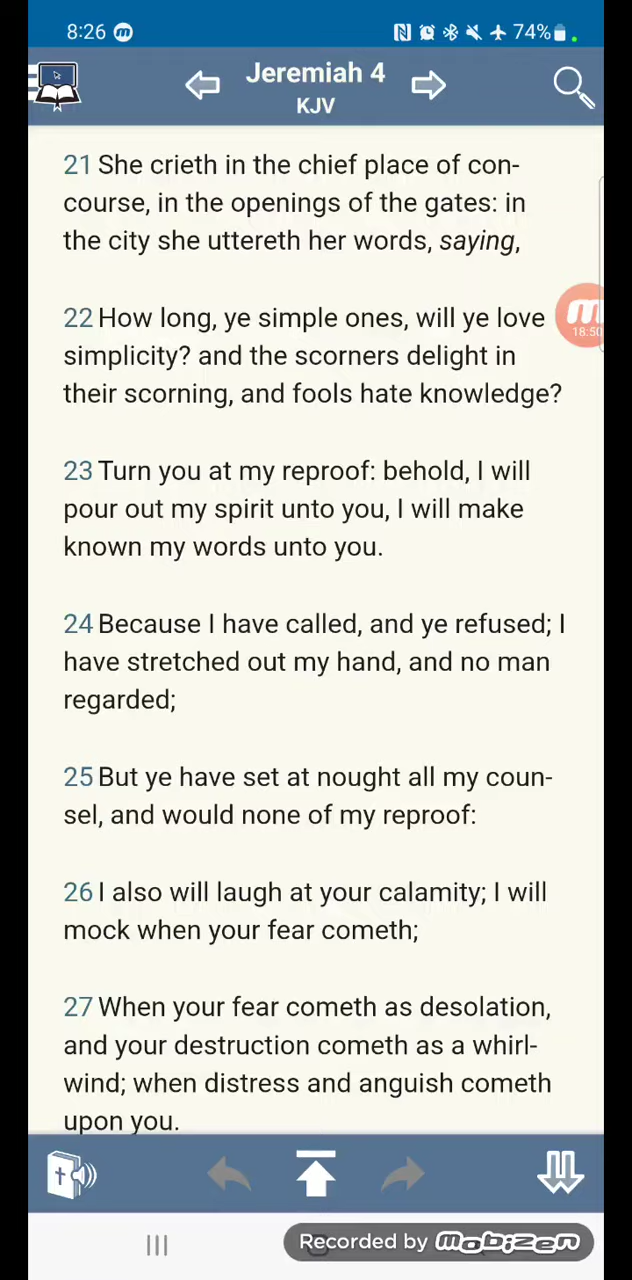 8:26 m 74%
Jeremiah 4
KJV
21 She crieth in the chief place of con-
course, in the openings of the gates: in
the city she uttereth her words, saying,
22 How long, ye simple ones, will ye love
simplicity? and the scorners delight in
their scorning, and fools hate knowledge?
m
18:50
23 Turn you at my reproof: behold, I will
pour out my spirit unto you, I will make
known my words unto you.
24 Because I have called, and ye refused; I
have stretched out my hand, and no man
regarded;
25 But ye have set at nought all my coun-
sel, and would none of my reproof:
26 I also will laugh at your calamity; I will
mock when your fear cometh;
27 When your fear cometh as desolation,
and your destruction cometh as a whirl-
wind; when distress and anguish cometh
upon you.
Recorded by mobizen